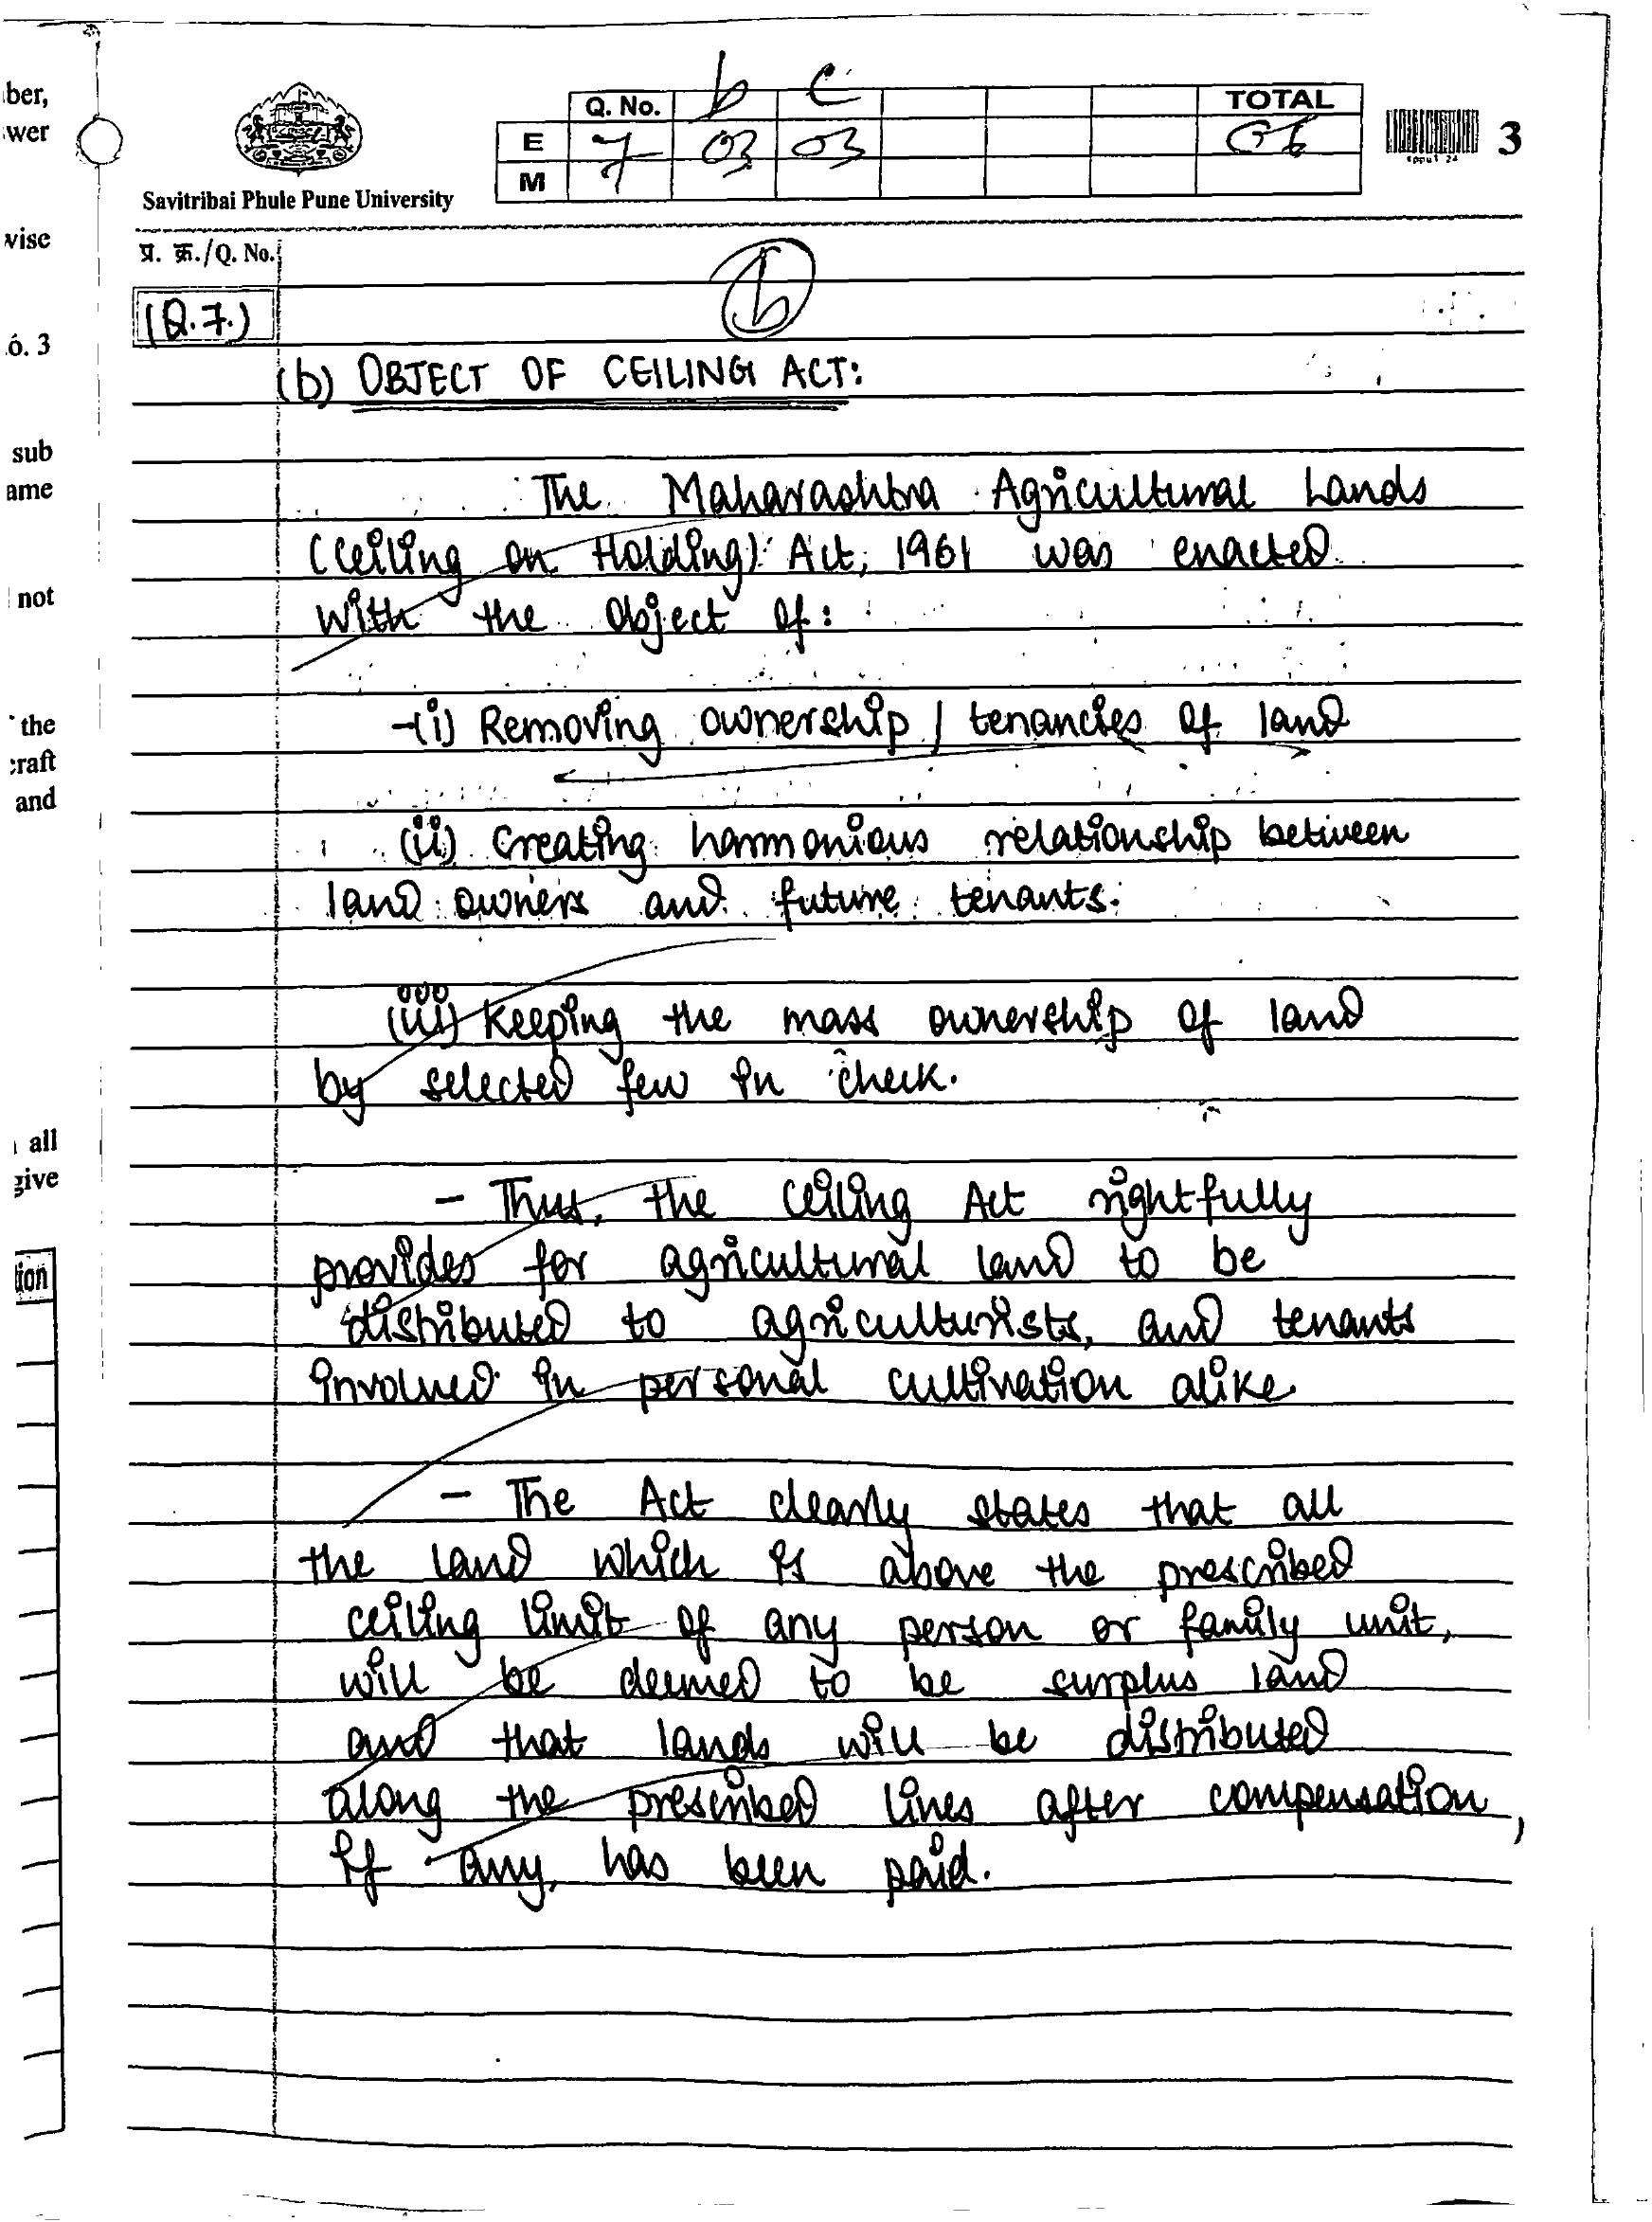 ber,
wer
wise
o. 3
sub
ame
not
the
craft
and
all
give
tion
b c
Q. No. TOTAL
E 7 03 03 06
M
3
Savitribai Phule Pune University
प्र. क्र./Q. No.
(Q.7.)
b
(b) OBJECT OF CEILING ACT:
The Maharashtra Agricultural Lands
(Ceiling on Holding) Act, 1961 was enacted
with the object of:
-(i) Removing ownership / tenancies of land
(ii) Creating harmonious relationship between
land owners and future tenants.
(iii) Keeping the mass ownership of land
by selected few in check.
- Thus, the Ceiling Act rightfully
provides for agricultural land to be
distributed to agriculturists, and tenants
involved in personal cultivation alike.
- The Act clearly states that all
the land which is above the prescribed
ceiling limit of any person or family unit,
will be deemed to be surplus land
and that lands will be distributed
along the prescribed lines after compensation,
if any, has been paid.